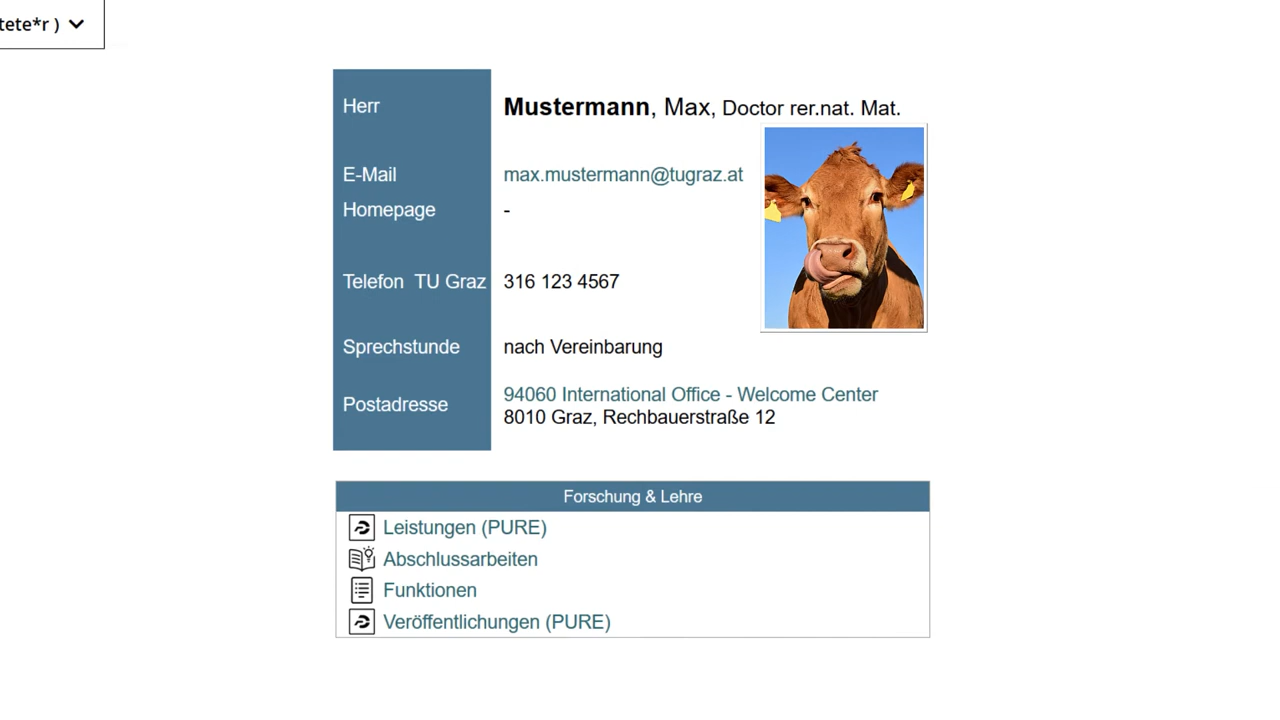 tete*r )
Herr Mustermann, Max, Doctor rer.nat. Mat.
E-Mail max.mustermann@tugraz.at
Homepage -
Telefon TU Graz 316 123 4567
Sprechstunde nach Vereinbarung
Postadresse 94060 International Office - Welcome Center
8010 Graz, Rechbauerstraße 12
Forschung & Lehre
Leistungen (PURE)
Abschlussarbeiten
Funktionen
Veröffentlichungen (PURE)